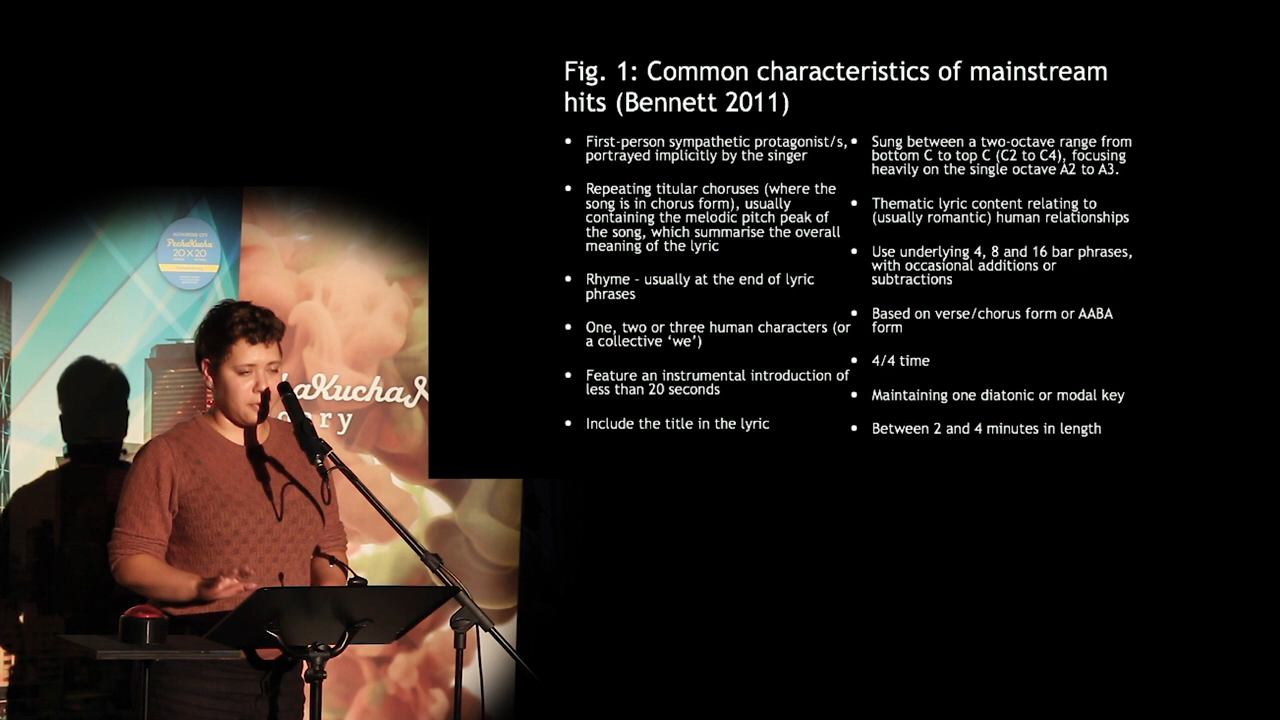 Fig. 1: Common characteristics of mainstream
hits (Bennett 2011)
• First-person sympathetic protagonist/s,
portrayed implicitly by the singer
• Repeating titular choruses (where the
song is in chorus form), usually
containing the melodic pitch peak of
the song, which summarise the overall
meaning of the lyric
• Rhyme - usually at the end of lyric
phrases
• One, two or three human characters (or
a collective ‘we’)
• Feature an instrumental introduction of
less than 20 seconds
• Include the title in the lyric
• Sung between a two-octave range from
bottom C to top C (C2 to C4), focusing
heavily on the single octave A2 to A3.
• Thematic lyric content relating to
(usually romantic) human relationships
• Use underlying 4, 8 and 16 bar phrases,
with occasional additions or
subtractions
• Based on verse/chorus form or AABA
form
• 4/4 time
• Maintaining one diatonic or modal key
• Between 2 and 4 minutes in length
PechaKucha
20×20